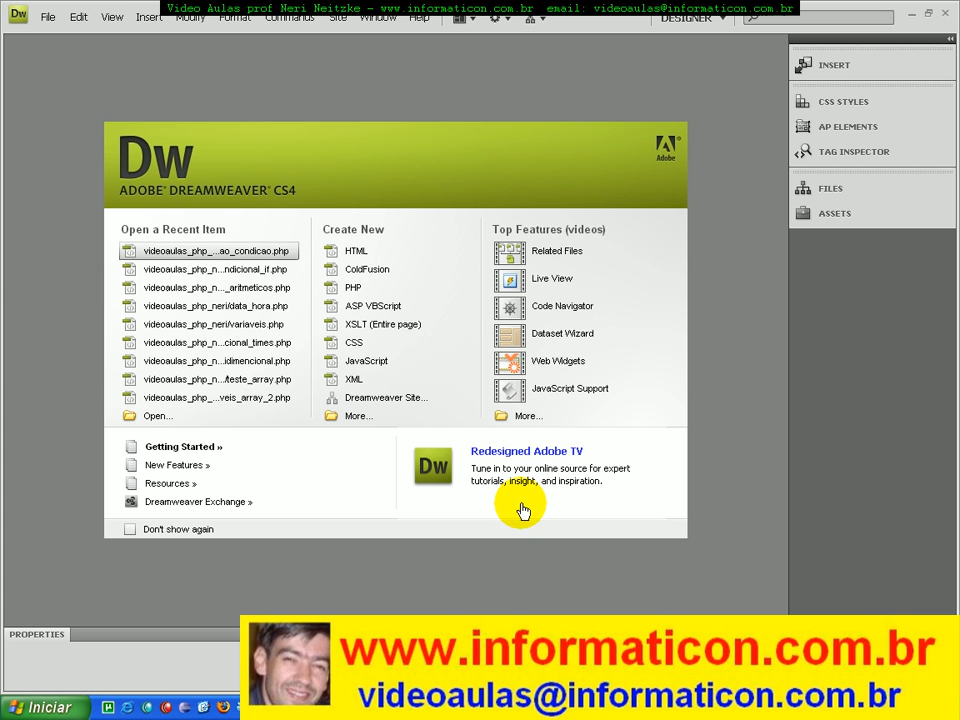 Video Aulas prof Neri Neitzke - www.informaticon.com.br email: videoaulas@informaticon.com.br
Dw File Edit View Insert Modify Format Commands Site Window Help DESIGNER
INSERT
CSS STYLES
AP ELEMENTS
TAG INSPECTOR
FILES
ASSETS
Dw
ADOBE® DREAMWEAVER® CS4
Adobe
Open a Recent Item
videoaulas_php_...ao_condicao.php
videoaulas_php_n...ndicional_if.php
videoaulas_php_n..._aritmeticos.php
videoaulas_php_neri/data_hora.php
videoaulas_php_neri/variaveis.php
videoaulas_php_n...cional_times.php
videoaulas_php_n...idimencional.php
videoaulas_php_n.../teste_array.php
videoaulas_php_...veis_array_2.php
Open...
Create New
HTML
ColdFusion
PHP
ASP VBScript
XSLT (Entire page)
CSS
JavaScript
XML
Dreamweaver Site...
More...
Top Features (videos)
Related Files
Live View
Code Navigator
Dataset Wizard
Web Widgets
JavaScript Support
More...
Getting Started »
New Features »
Resources »
Dreamweaver Exchange »
Dw
Redesigned Adobe TV
Tune in to your online source for expert
tutorials, insight, and inspiration.
Don't show again
PROPERTIES
www.informaticon.com.br
videoaulas@informaticon.com.br
Iniciar